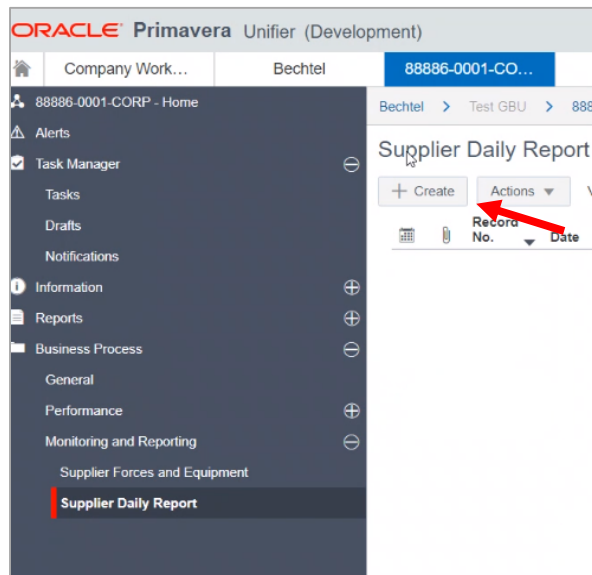 ORACLE® Primavera Unifier (Development)
Company Work... Bechtel 88886-0001-CO...
88886-0001-CORP - Home
Alerts
Task Manager
Tasks
Drafts
Notifications
Information
Reports
Business Process
General
Performance
Monitoring and Reporting
Supplier Forces and Equipment
Supplier Daily Report
Bechtel > Test GBU > 888
Supplier Daily Report
+ Create Actions
Record
No. Date